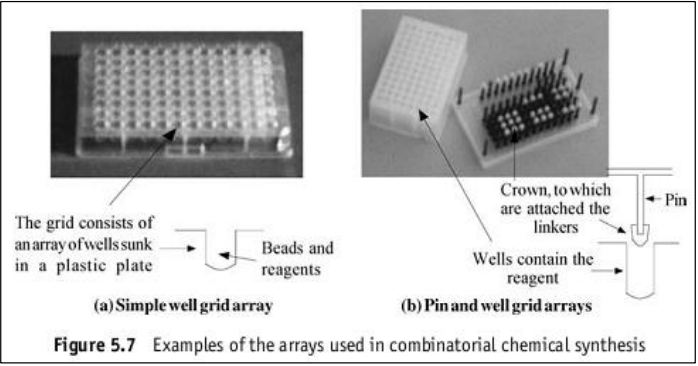 The grid consists of
an array of wells sunk
in a plastic plate
Beads and
reagents
(a) Simple well grid array
Crown, to which
are attached the
linkers
Pin
Wells contain the
reagent
(b) Pin and well grid arrays
Figure 5.7 Examples of the arrays used in combinatorial chemical synthesis